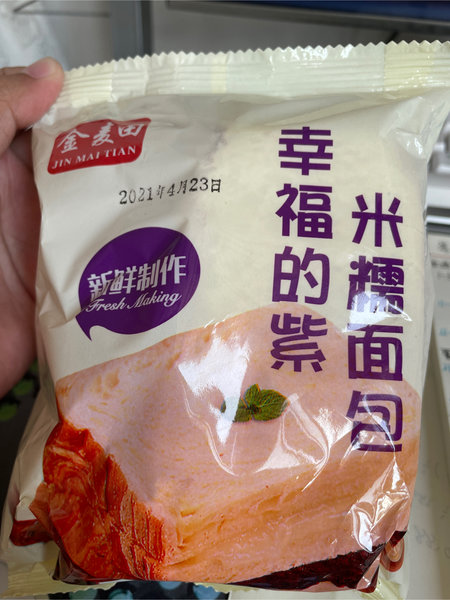 金麦田
JIN MAI TIAN
2021年4月23日
新鲜制作
Fresh Making
幸福的紫
米糯面包